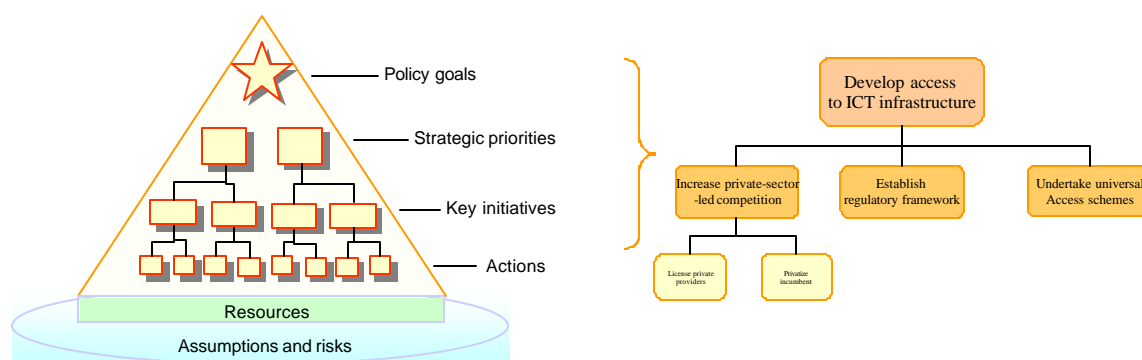 Policy goals
Strategic priorities
Key initiatives
Actions
Resources
Assumptions and risks
Develop access
to ICT infrastructure
Increase private-sector
-led competition
Establish
regulatory framework
Undertake universal
Access schemes
License private
providers
Privatize
incumbent